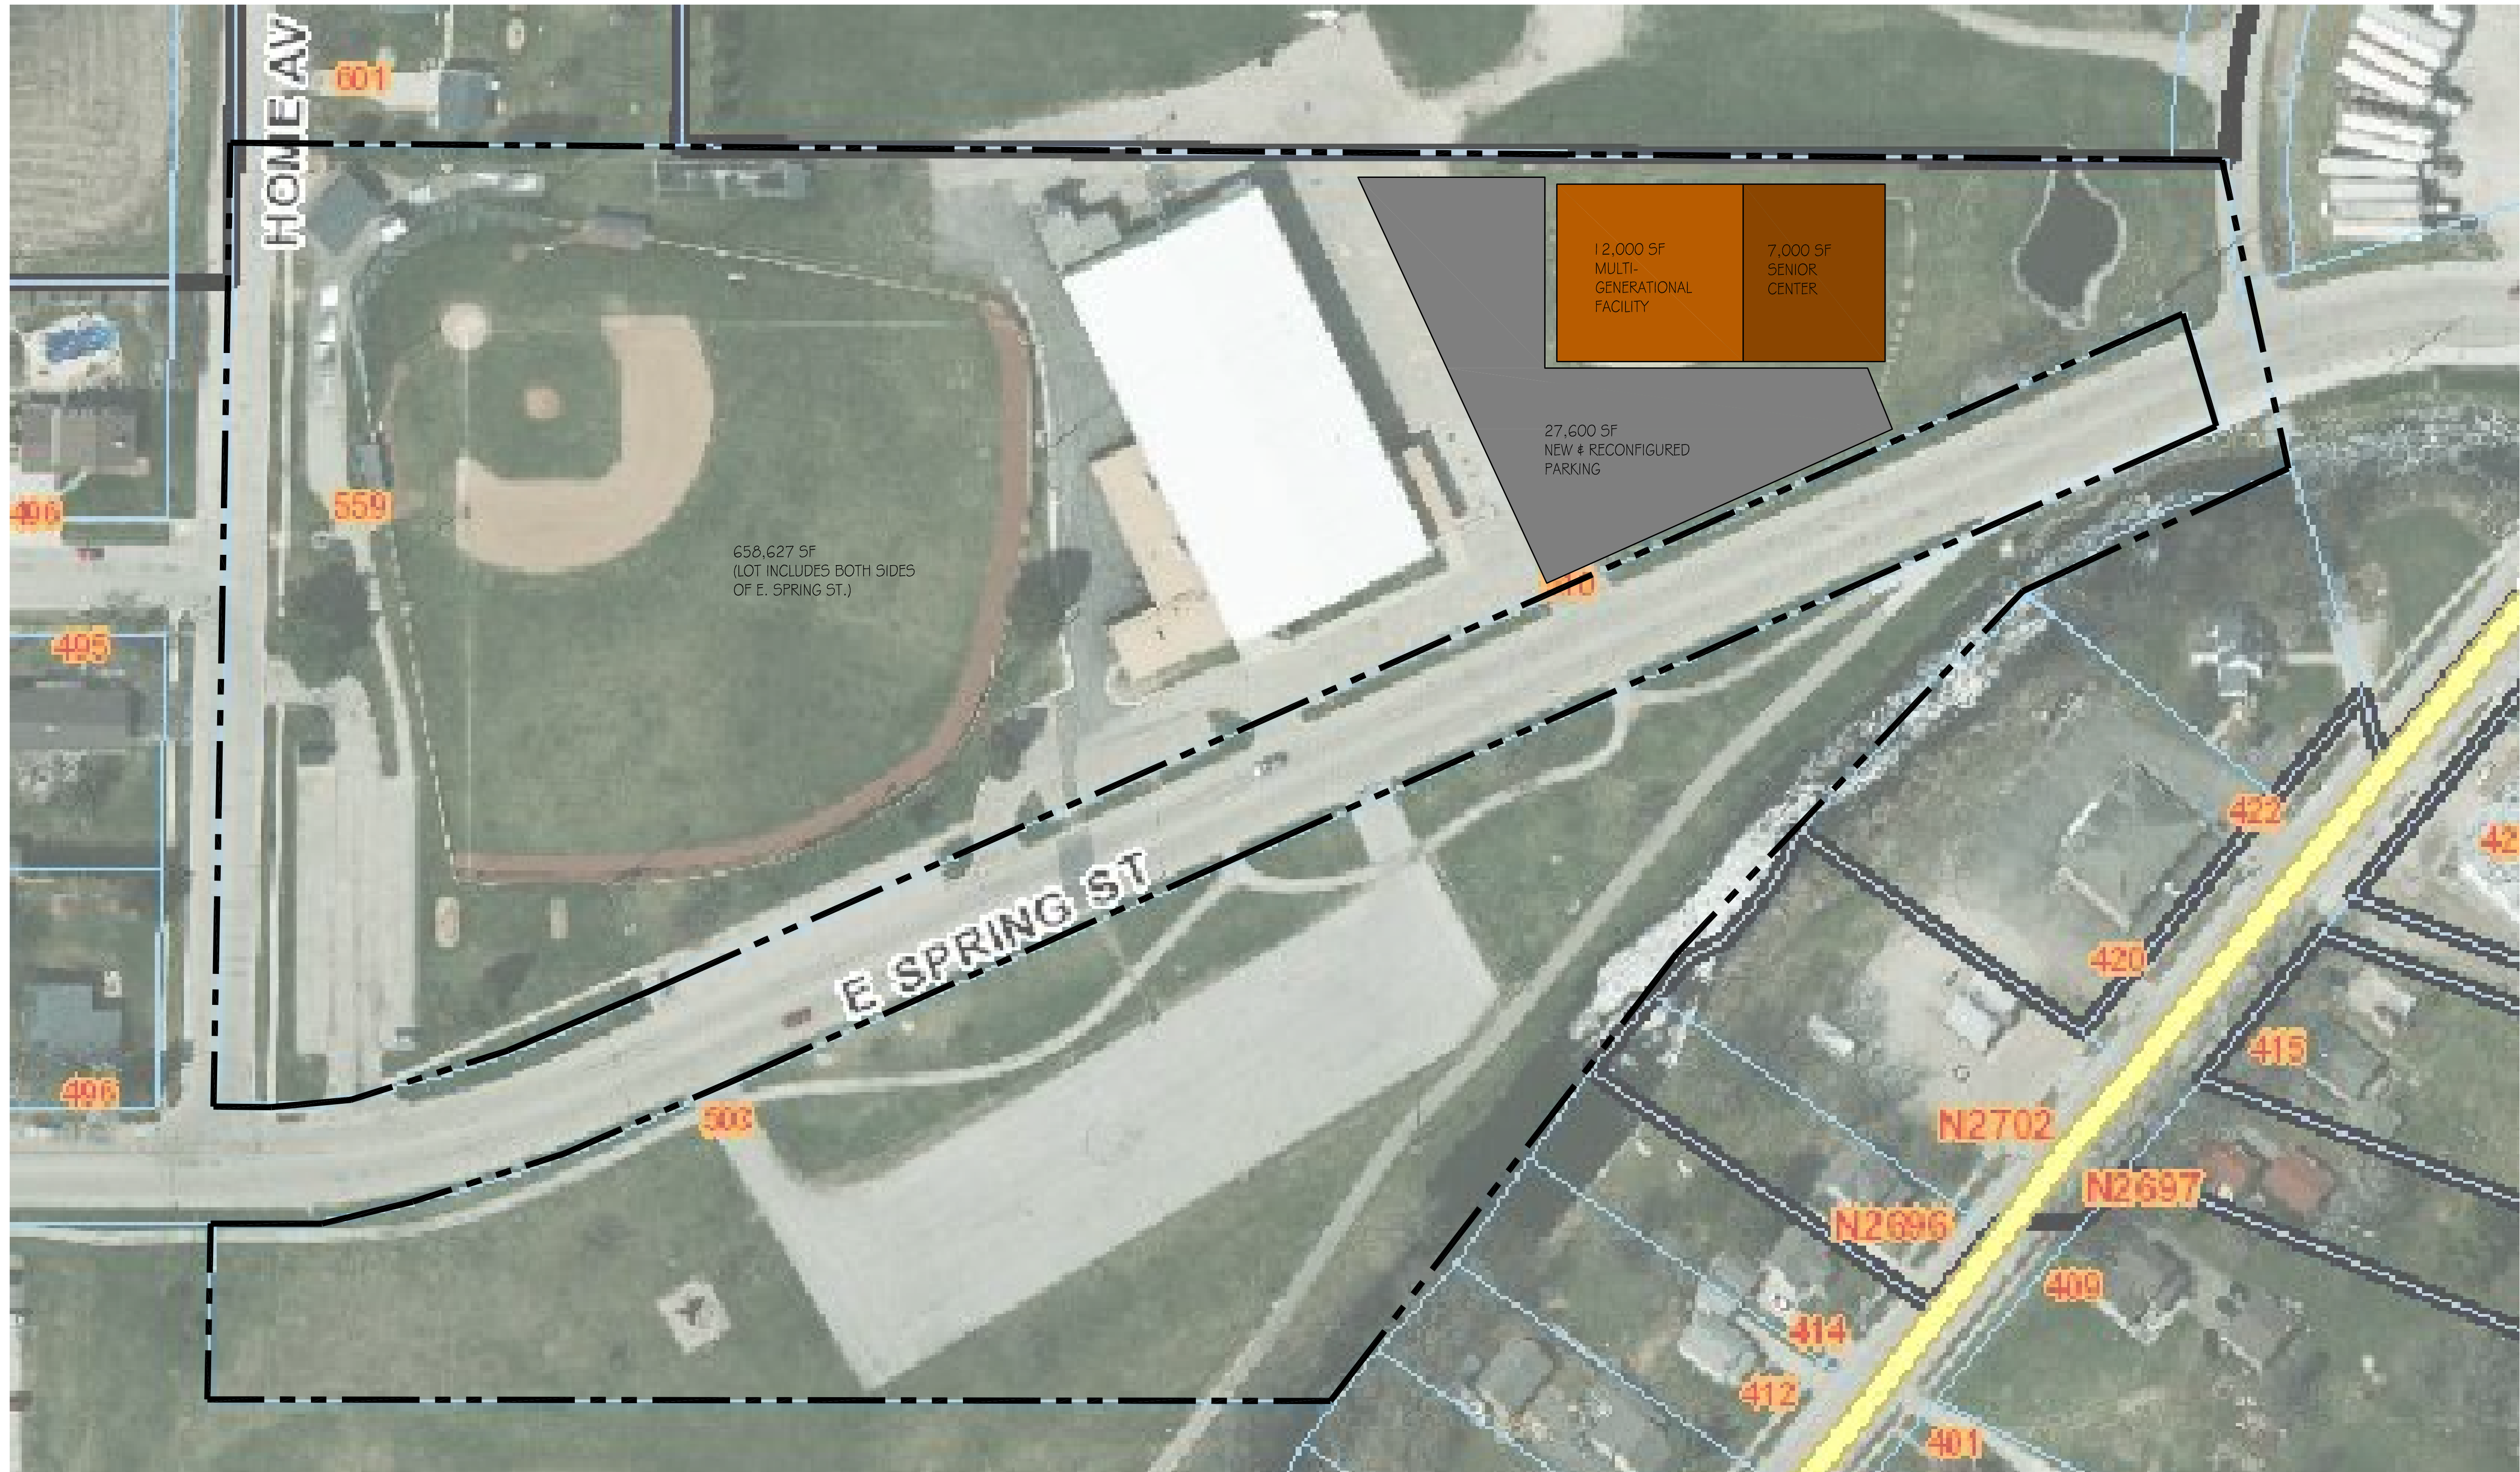 HOME AV
601
12,000 SF
MULTI-
GENERATIONAL
FACILITY
7,000 SF
SENIOR
CENTER
27,600 SF
NEW & RECONFIGURED
PARKING
496
559
658,627 SF
(LOT INCLUDES BOTH SIDES
OF E. SPRING ST.)
495
422
420
E SPRING ST
415
496
503
N2702
N2697
N2696
409
414
412
401